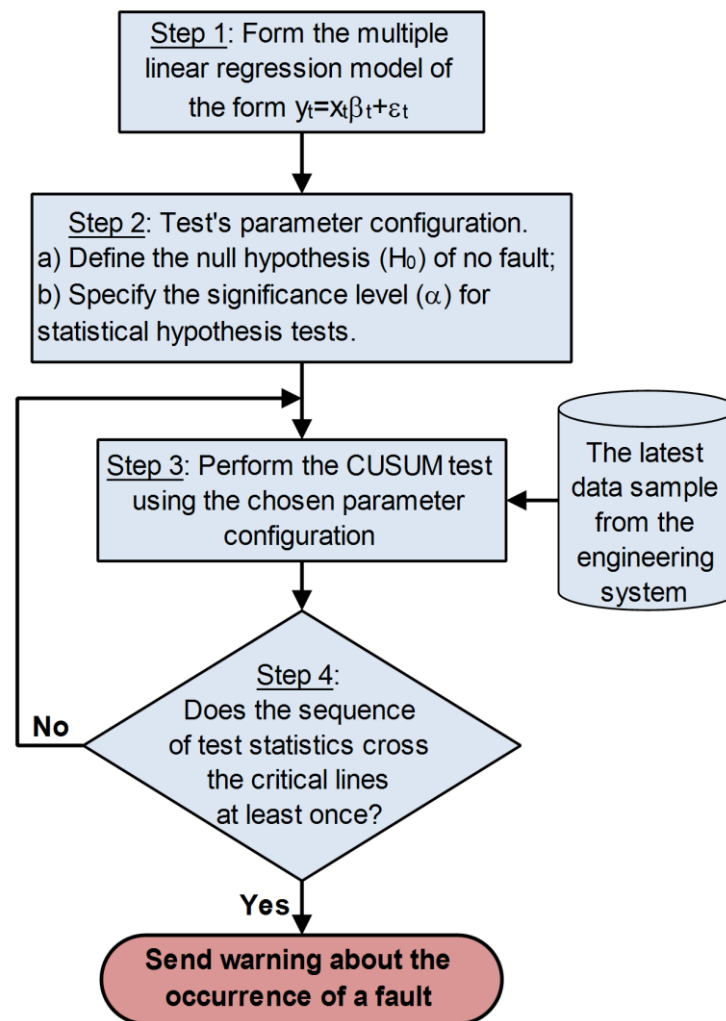 Step 1: Form the multiple
linear regression model of
the form yₜ=xₜβₜ+εₜ
Step 2: Test's parameter configuration.
a) Define the null hypothesis (H₀) of no fault;
b) Specify the significance level (α) for
statistical hypothesis tests.
Step 3: Perform the CUSUM test
using the chosen parameter
configuration
The latest
data sample
from the
engineering
system
Step 4:
Does the sequence
of test statistics cross
the critical lines
at least once?
No
Yes
Send warning about the
occurrence of a fault